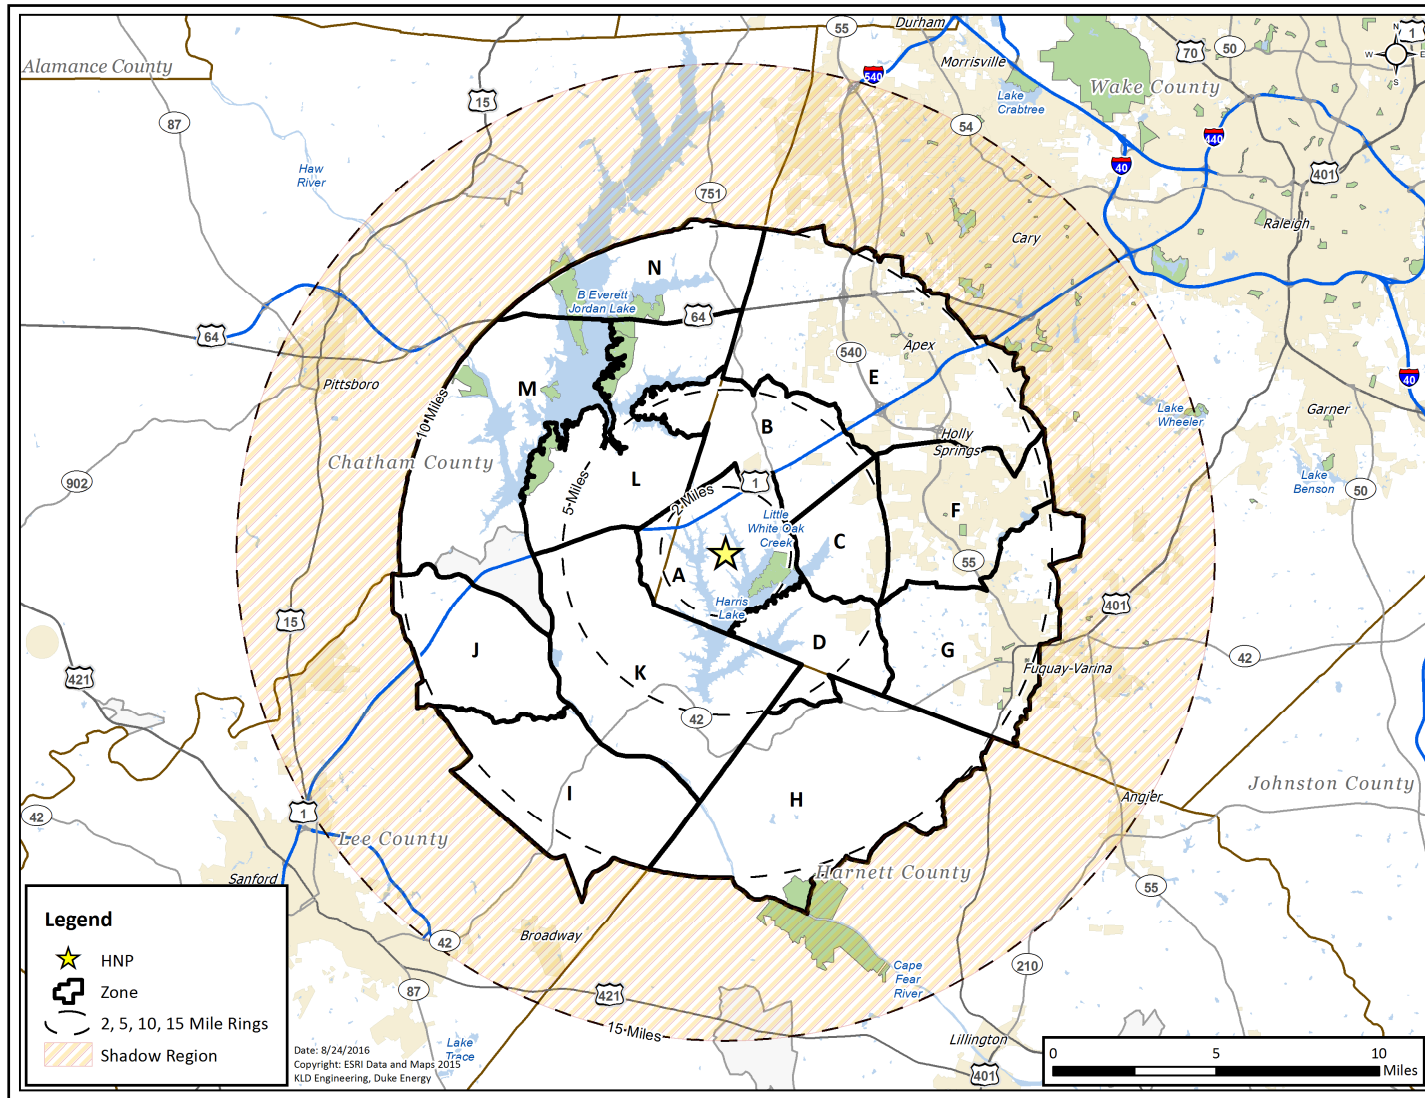 55
Durham
Morrisville
540
70
50
1
N
W
E
S
Alamance County
Wake County
15
Lake
Crabtree
87
54
440
40
401
Haw
River
751
Raleigh
Cary
N
B Everett
Jordan Lake
64
64
540
Apex
40
Pittsboro
M
E
10 Miles
Lake
Wheeler
Garner
B
Holly
Springs
Chatham County
902
L
5 Miles
2 Miles
1
Lake
Benson
50
Little
White Oak
Creek
F
C
55
A
Harris
Lake
401
15
J
D
G
42
421
K
Fuquay-Varina
42
Johnston County
I
H
Angier
1
42
Lee County
Sanford
Harnett County
55
Broadway
42
Cape
Fear
River
210
87
421
15 Miles
Lillington
401
Lake
Trace
Legend
HNP
Zone
2, 5, 10, 15 Mile Rings
Shadow Region
Date: 8/24/2016
Copyright: ESRI Data and Maps 2015
KLD Engineering, Duke Energy
0
5
10
Miles